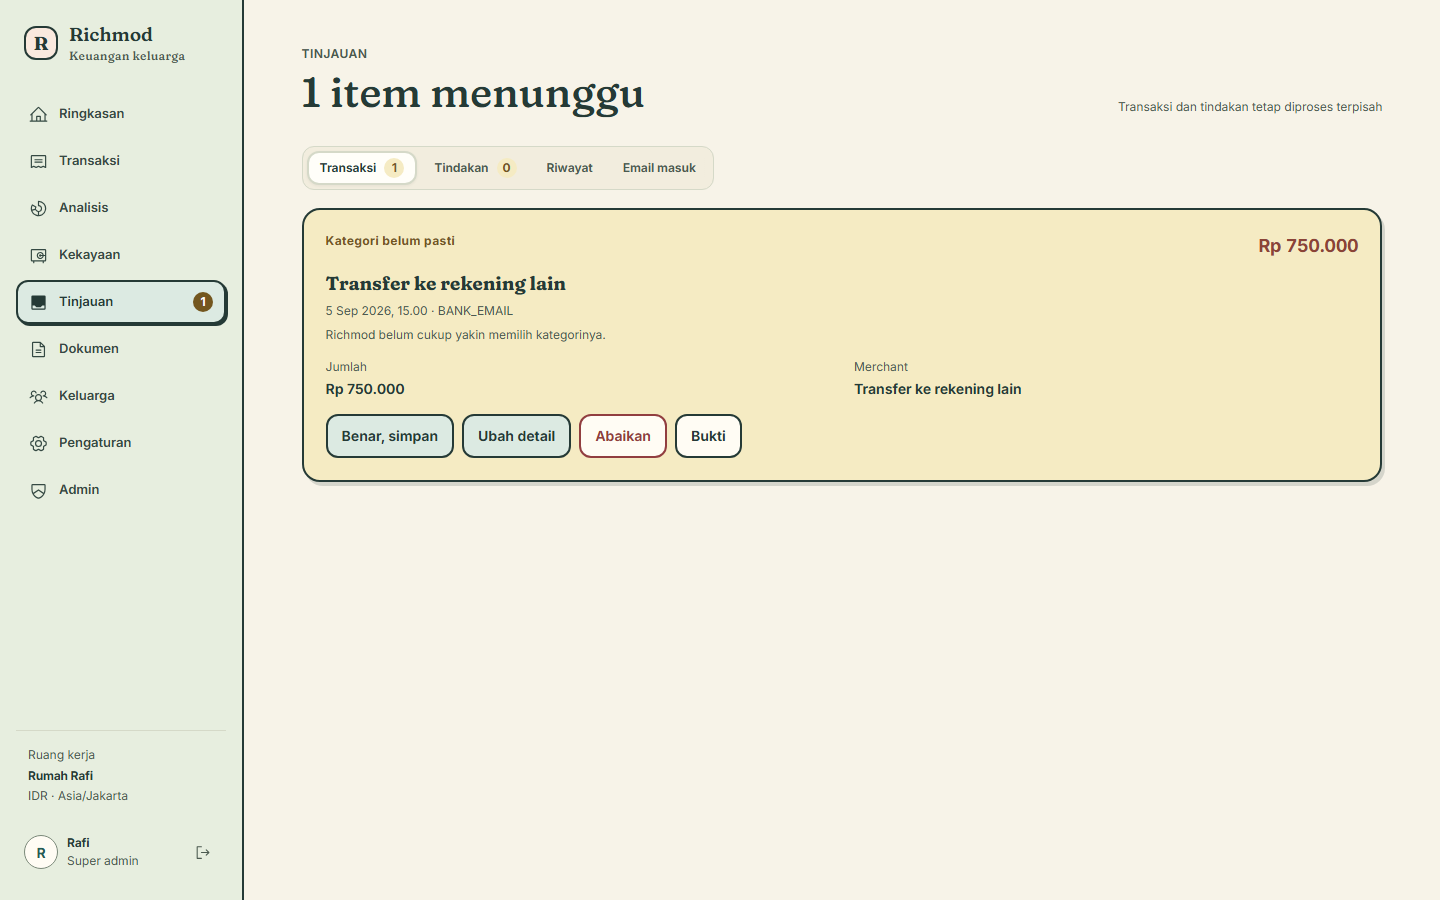 R
Richmod
Keuangan keluarga
Ringkasan
Transaksi
Analisis
Kekayaan
Tinjauan 1
Dokumen
Keluarga
Pengaturan
Admin
Ruang kerja
Rumah Rafi
IDR · Asia/Jakarta
R
Rafi
Super admin
TINJAUAN
1 item menunggu
Transaksi dan tindakan tetap diproses terpisah
Transaksi 1 Tindakan 0 Riwayat Email masuk
Kategori belum pasti
Rp 750.000
Transfer ke rekening lain
5 Sep 2026, 15.00 · BANK_EMAIL
Richmod belum cukup yakin memilih kategorinya.
Jumlah
Rp 750.000
Merchant
Transfer ke rekening lain
Benar, simpan Ubah detail Abaikan Bukti